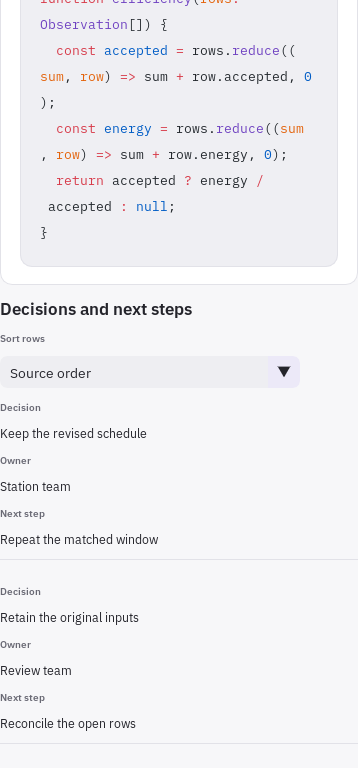 function efficiency(rows:
Observation[]) {
const accepted = rows.reduce((
sum, row) => sum + row.accepted, 0
);
const energy = rows.reduce((sum
, row) => sum + row.energy, 0);
return accepted ? energy /
accepted : null;
}
Decisions and next steps
Sort rows
Source order
Decision
Keep the revised schedule
Owner
Station team
Next step
Repeat the matched window
Decision
Retain the original inputs
Owner
Review team
Next step
Reconcile the open rows